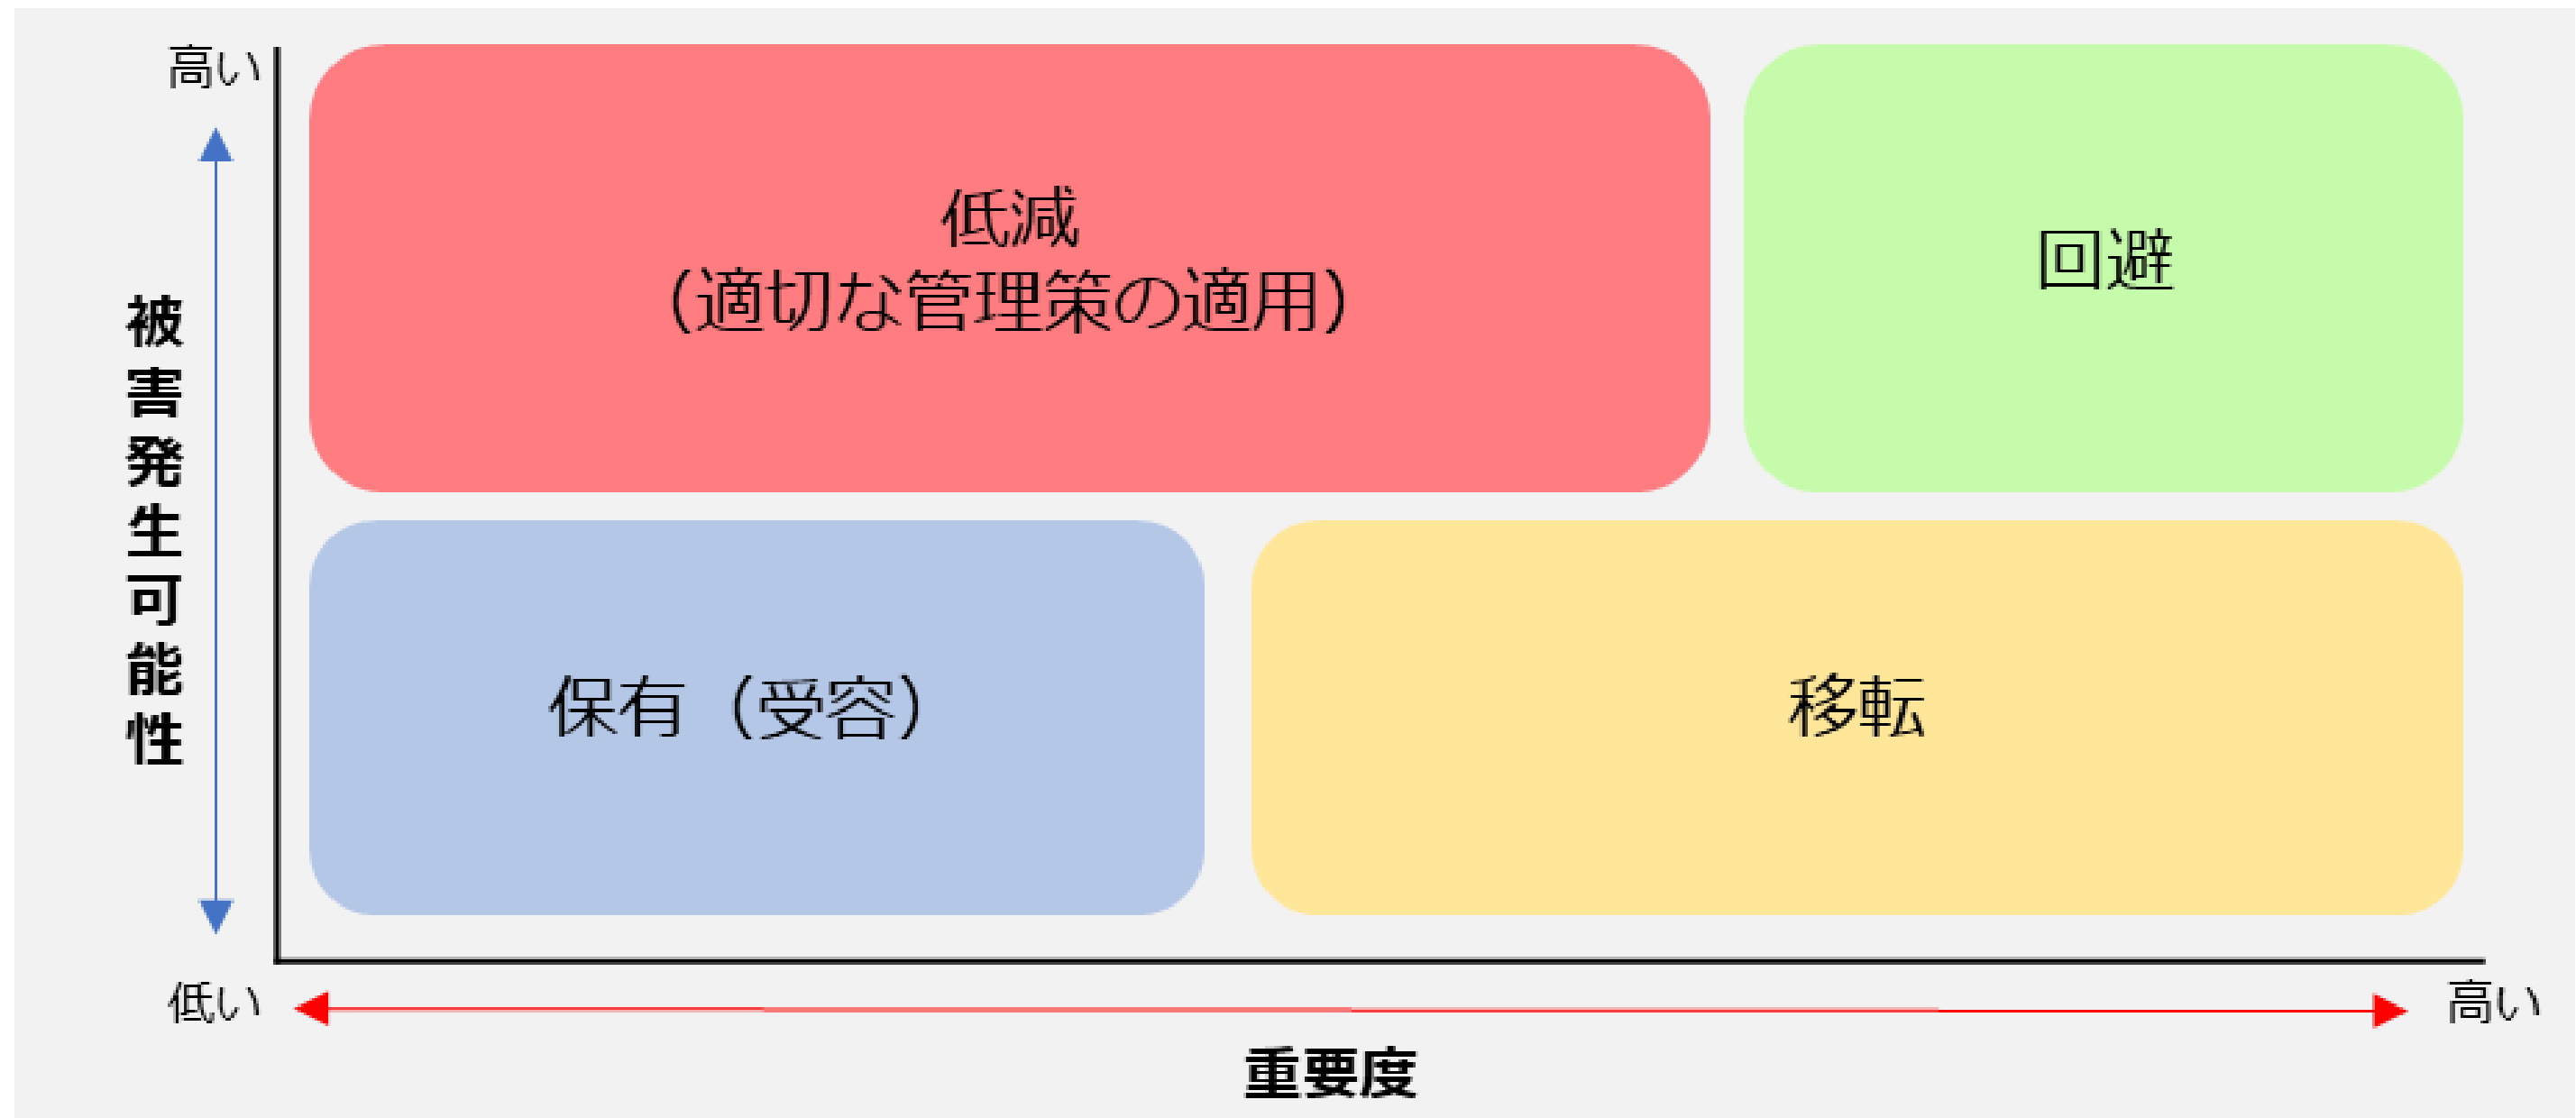 高い
低減
（適切な管理策の適用）
回避
被害発生可能性
保有（受容）
移転
低い
高い
重要度